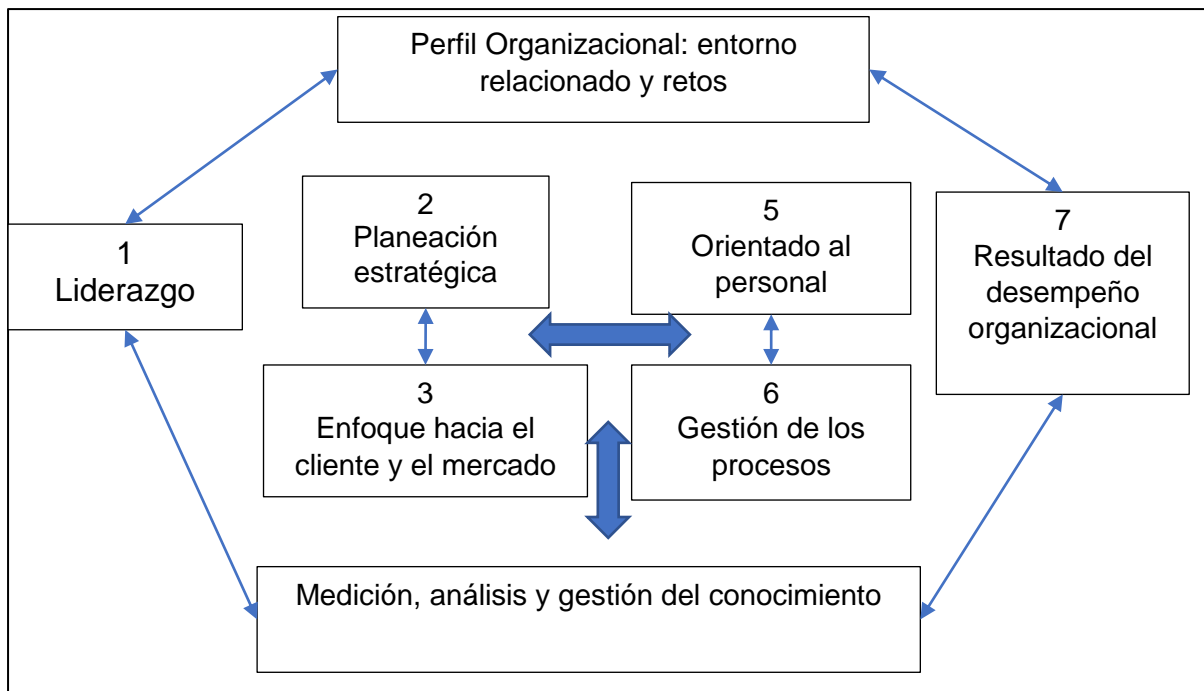 Perfil Organizacional: entorno
relacionado y retos
1
Liderazgo
2
Planeación
estratégica
3
Enfoque hacia el
cliente y el mercado
5
Orientado al
personal
6
Gestión de los
procesos
7
Resultado del
desempeño
organizacional
Medición, análisis y gestión del conocimiento